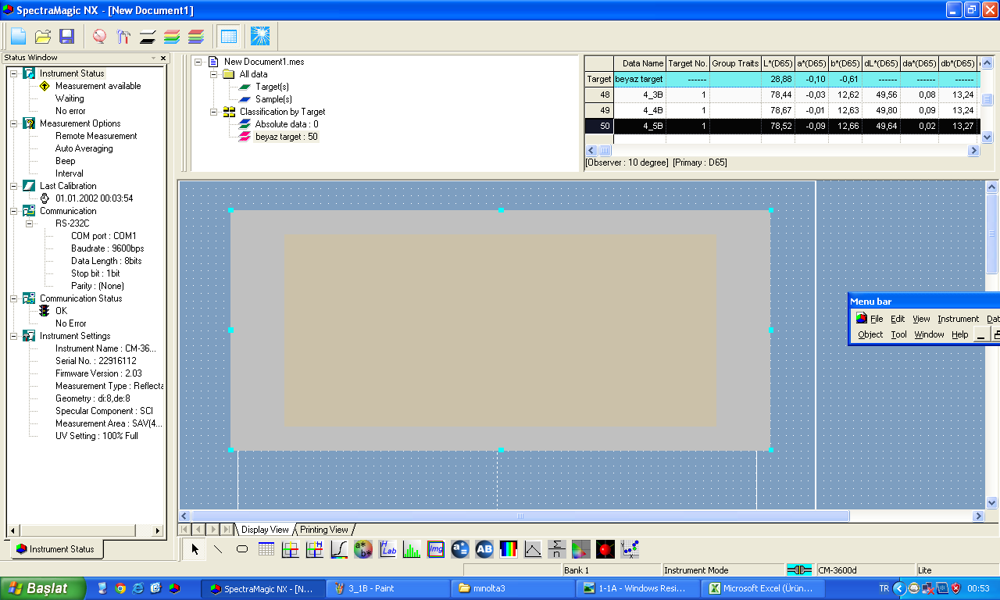 SpectraMagic NX - [New Document1]
Status Window
Instrument Status
Measurement available
Waiting
No error
Measurement Options
Remote Measurement
Auto Averaging
Beep
Interval
Last Calibration
01.01.2002 00:03:54
Communication
RS-232C
COM port : COM1
Baudrate : 9600bps
Data Length : 8bits
Stop bit : 1bit
Parity : (None)
Communication Status
OK
No Error
Instrument Settings
Instrument Name : CM-36...
Serial No. : 22916112
Firmware Version : 2.03
Measurement Type : Reflecta
Geometry : di:8,de:8
Specular Component : SCI
Measurement Area : SAV(4...
UV Setting : 100% Full
Instrument Status
New Document1.mes
All data
Target(s)
Sample(s)
Classification by Target
Absolute data : 0
beyaz target : 50
Data Name Target No. Group Traits L*(D65) a*(D65) b*(D65) dL*(D65) da*(D65) db*(D65)
Target beyaz target ------ 28,88 -0,10 -0,61 ------ ------ ------
48 4_3B 1 78,44 -0,03 12,62 49,56 0,08 13,24
49 4_4B 1 78,67 -0,01 12,63 49,80 0,09 13,24
50 4_5B 1 78,52 -0,09 12,66 49,64 0,02 13,27
[Observer : 10 degree] [Primary : D65]
Menu bar
File Edit View Instrument Dat
Object Tool Window Help
Display View Printing View
a* b* H Lab Img a= AB Σ n
Bank 1 Instrument Mode CM-3600d Lite
Başlat SpectraMagic NX - [N... 3_1B - Paint minolta3 1-1A - Windows Resi... Microsoft Excel (Ürün... TR 00:53